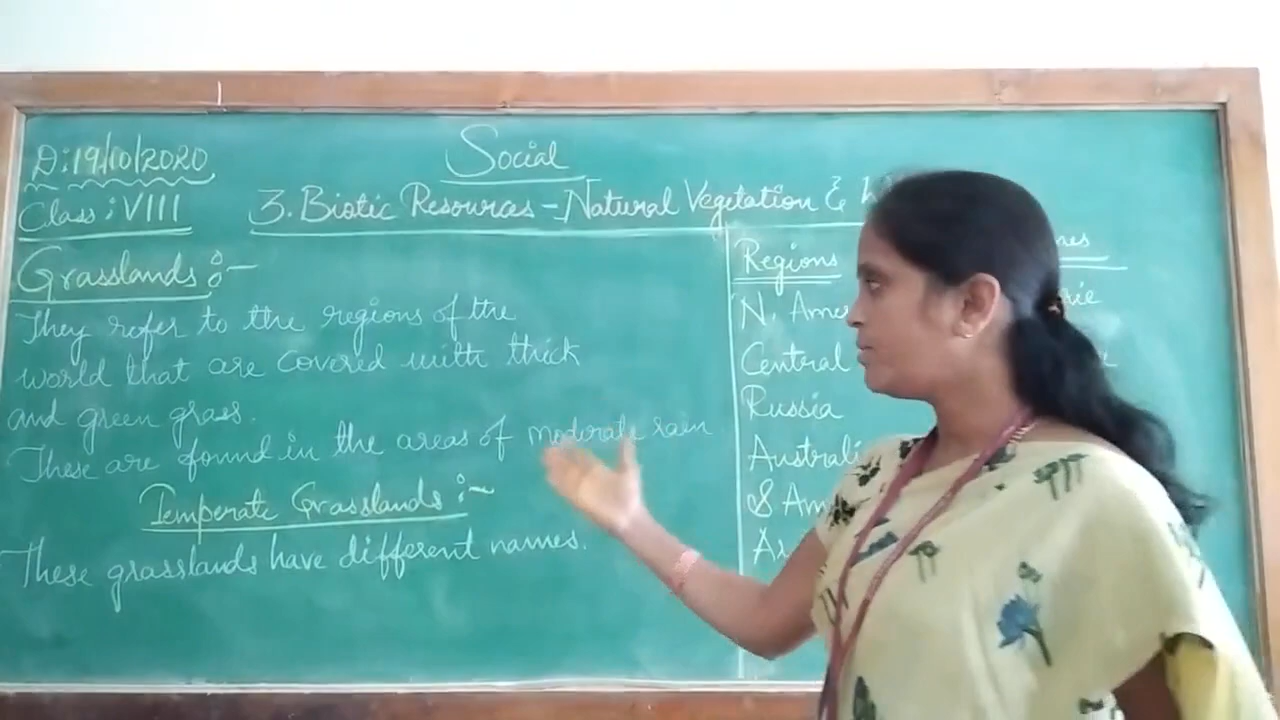 D:19/10/2020
Social
Class : VIII
3. Biotic Resources - Natural Vegetation &
Grasslands :-
They refer to the regions of the
world that are covered with thick
and green grass.
These are found in the areas of moderate rain
Temperate Grasslands :-
These grasslands have different names.
Regions
N. Ame
Central
Russia
Australi
S Am